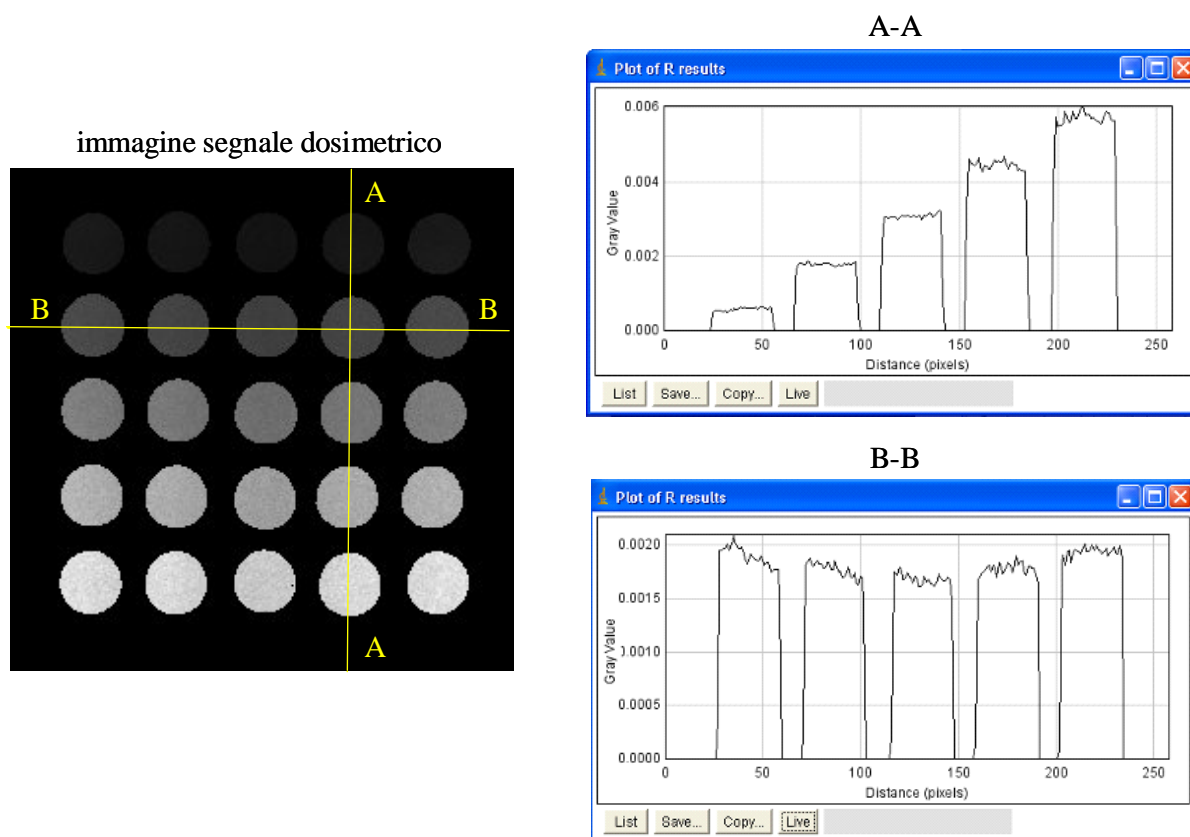 immagine segnale dosimetrico
A
B
B
A
A-A
Plot of R results
0.006
0.004
0.002
0.000
Gray Value
0
50
100
150
200
250
Distance (pixels)
List
Save...
Copy...
Live
B-B
Plot of R results
0.0020
0.0015
0.0010
0.0005
0.0000
Gray Value
0
50
100
150
200
250
Distance (pixels)
List
Save...
Copy...
Live